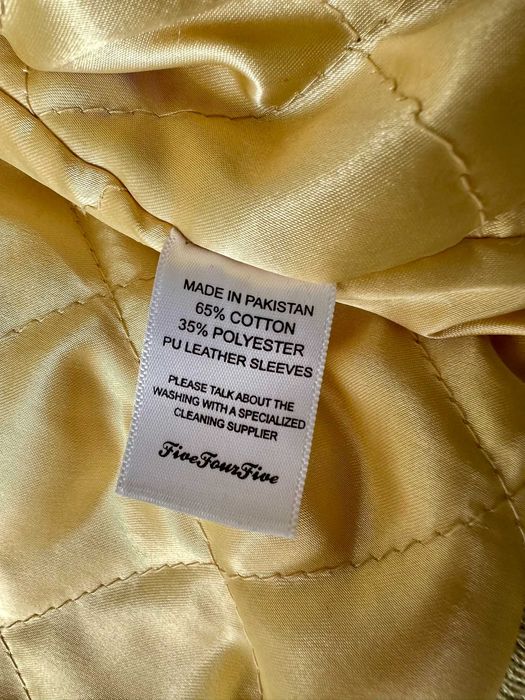 MADE IN PAKISTAN
65% COTTON
35% POLYESTER
PU LEATHER SLEEVES
PLEASE TALK ABOUT THE
WASHING WITH A SPECIALIZED
CLEANING SUPPLIER
FiveFourFive